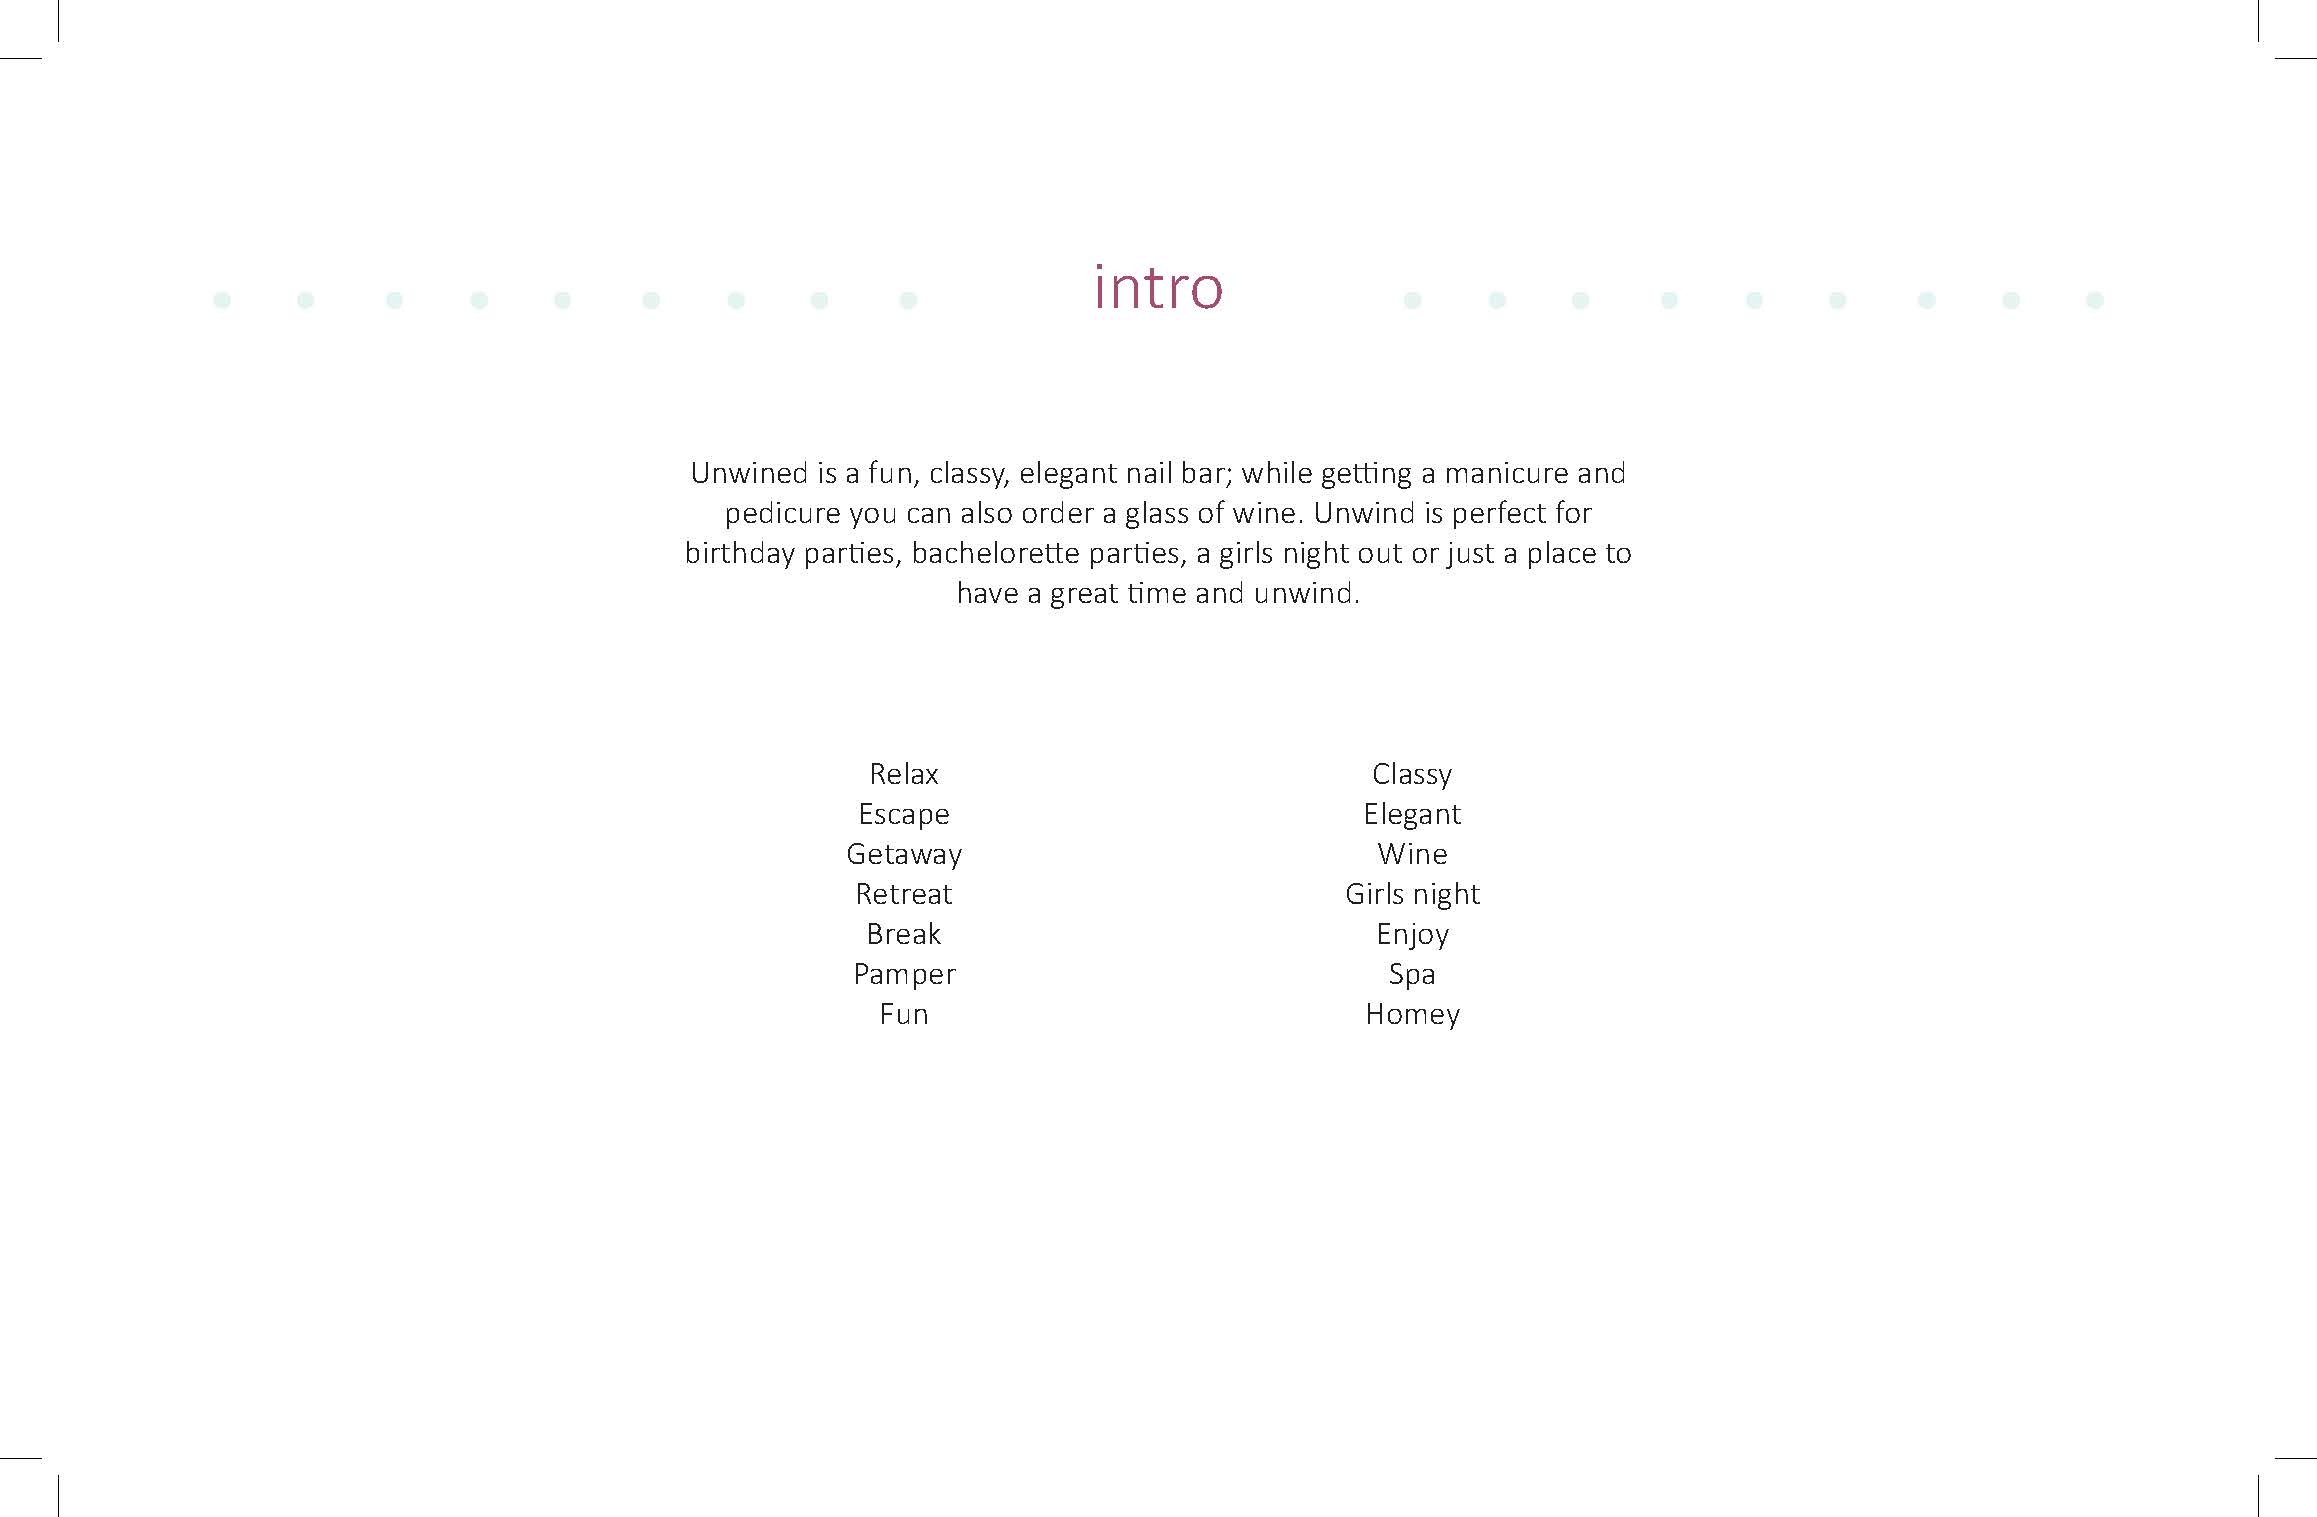 intro
Unwined is a fun, classy, elegant nail bar; while getting a manicure and
pedicure you can also order a glass of wine. Unwind is perfect for
birthday parties, bachelorette parties, a girls night out or just a place to
have a great time and unwind.
Relax
Escape
Getaway
Retreat
Break
Pamper
Fun
Classy
Elegant
Wine
Girls night
Enjoy
Spa
Homey